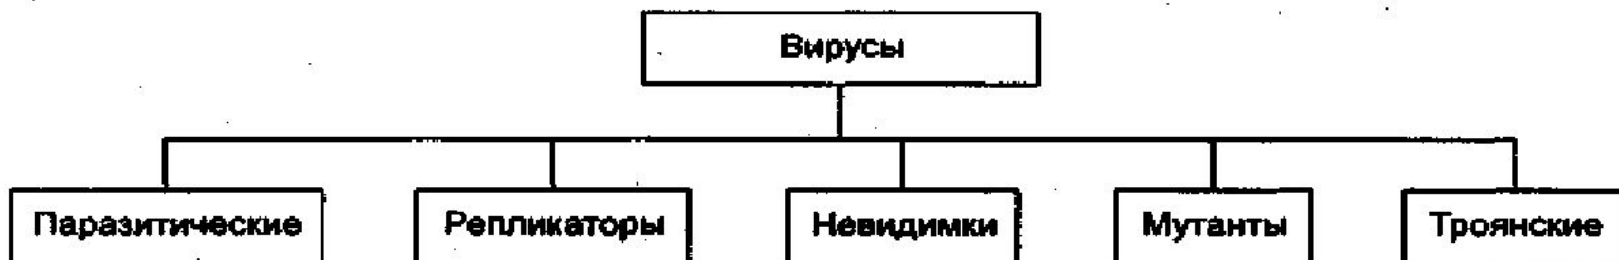 Вирусы
Паразитические
Репликаторы
Невидимки
Мутанты
Троянские